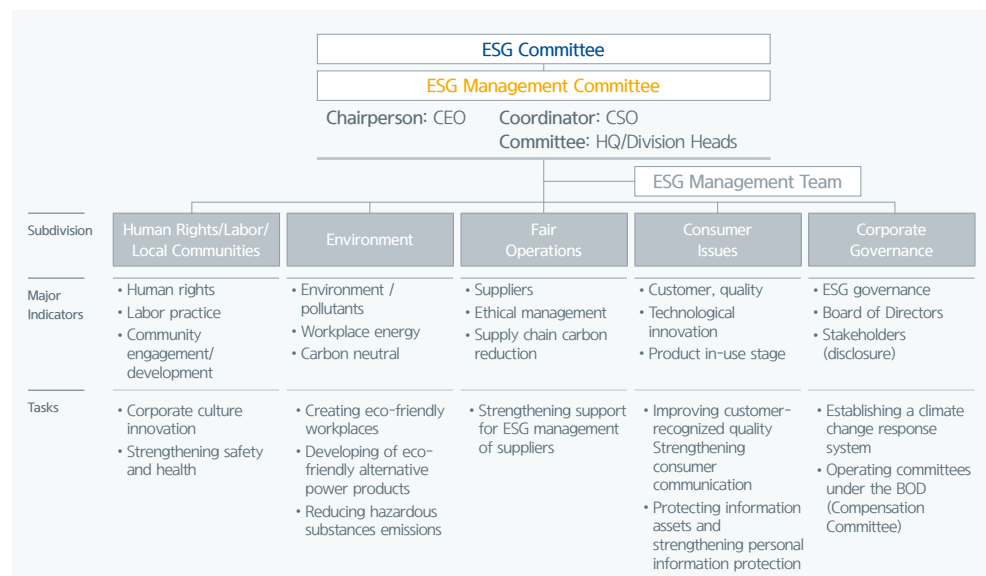 ESG Committee
ESG Management Committee
Chairperson: CEO
Coordinator: CSO
Committee: HQ/Division Heads
ESG Management Team
Subdivision
Human Rights/Labor/
Local Communities
Environment
Fair
Operations
Consumer
Issues
Corporate
Governance
Major
Indicators
• Human rights
• Labor practice
• Community
engagement/
development
• Environment /
pollutants
• Workplace energy
• Carbon neutral
• Suppliers
• Ethical management
• Supply chain carbon
reduction
• Customer, quality
• Technological
innovation
• Product in-use stage
• ESG governance
• Board of Directors
• Stakeholders
(disclosure)
Tasks
• Corporate culture
innovation
• Strengthening safety
and health
• Creating eco-friendly
workplaces
• Developing of eco-
friendly alternative
power products
• Reducing hazardous
substances emissions
• Strengthening support
for ESG management
of suppliers
• Improving customer-
recognized quality
Strengthening
consumer
communication
• Protecting information
assets and
strengthening personal
information protection
• Establishing a climate
change response
system
• Operating committees
under the BOD
(Compensation
Committee)